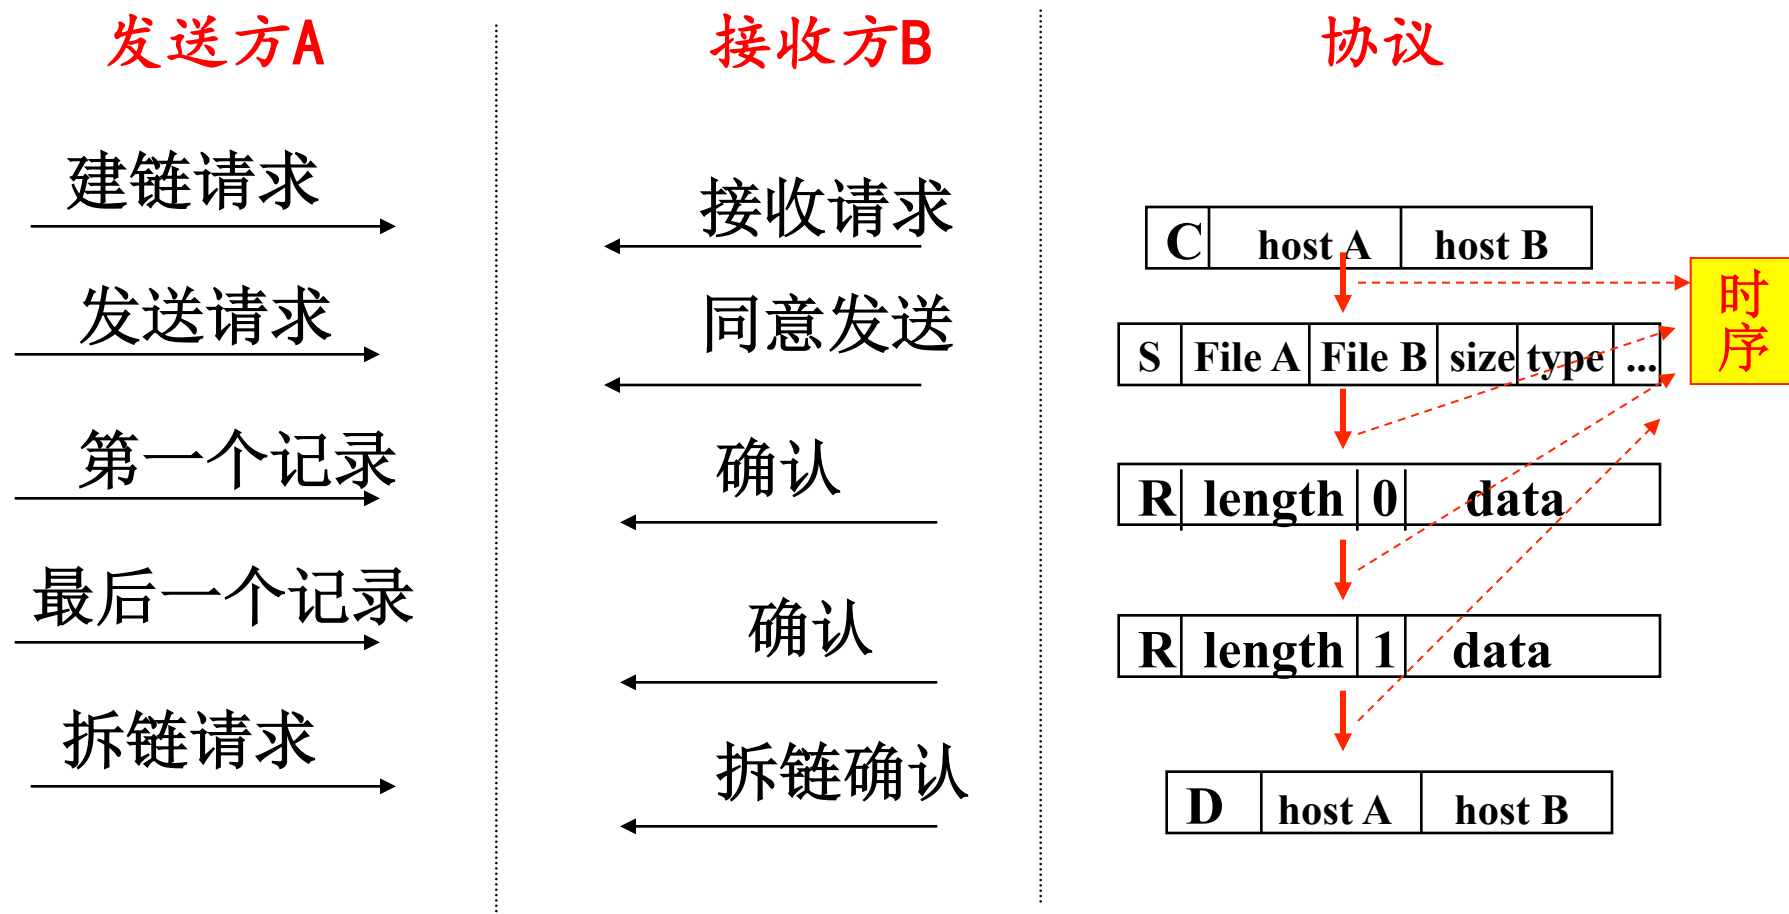 发送方A
接收方B
协议
建链请求
接收请求
C host A host B
发送请求
同意发送
S File A File B size type ...
时序
第一个记录
确认
R length 0 data
最后一个记录
确认
R length 1 data
拆链请求
拆链确认
D host A host B